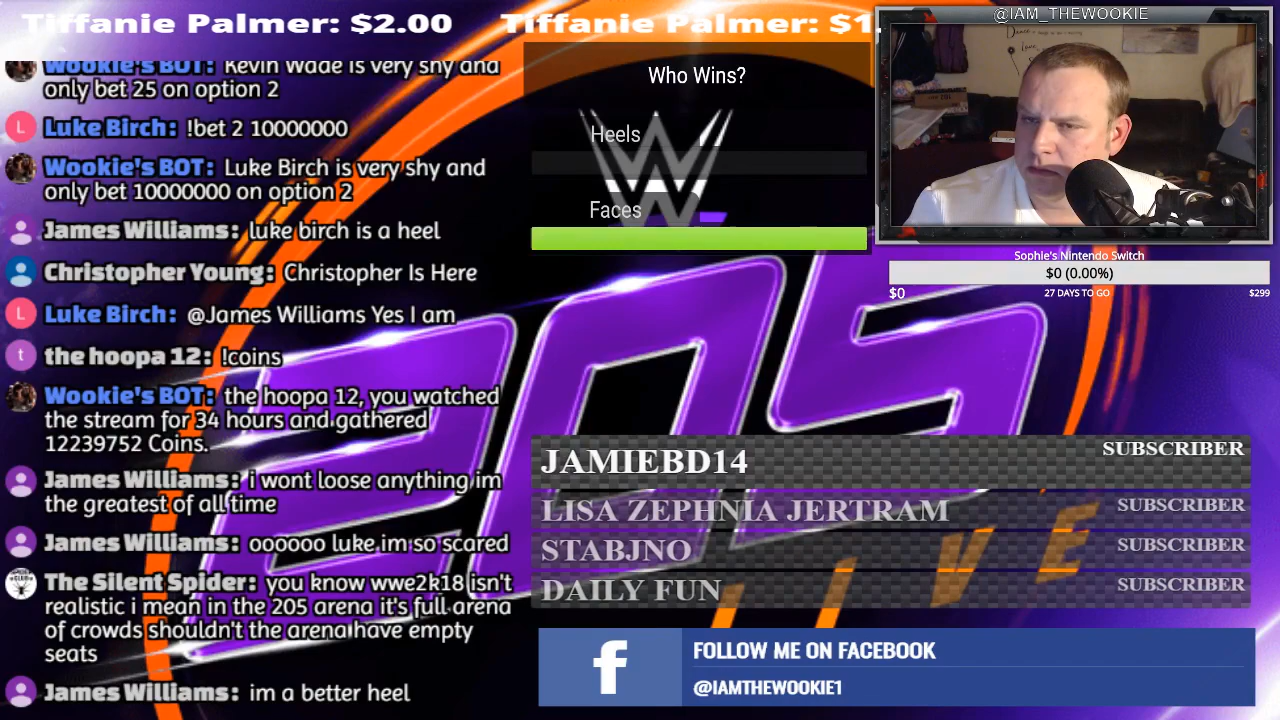 Tiffanie Palmer: $2.00 Tiffanie Palmer: $1.
Wookie's BOT: Kevin Wade is very shy and
only bet 25 on option 2
L Luke Birch: !bet 2 10000000
Wookie's BOT: Luke Birch is very shy and
only bet 10000000 on option 2
James Williams: luke birch is a heel
Christopher Young: Christopher Is Here
L Luke Birch: @James Williams Yes I am
t the hoopa 12: !coins
Wookie's BOT: the hoopa 12, you watched
the stream for 34 hours and gathered
12239752 Coins.
James Williams: i wont loose anything im
the greatest of all time
James Williams: oooooo luke im so scared
The Silent Spider: you know wwe2k18 isn't
realistic i mean in the 205 arena it's full arena
of crowds shouldn't the arena have empty
seats
James Williams: im a better heel
Who Wins?
Heels
W
Faces
@IAM_THEWOOKIE
Sophie's Nintendo Switch
$0 (0.00%)
$0 27 DAYS TO GO $299
205
LIVE
JAMIEBD14 SUBSCRIBER
LISA ZEPHNIA JERTRAM SUBSCRIBER
STABJNO SUBSCRIBER
DAILY FUN SUBSCRIBER
f
FOLLOW ME ON FACEBOOK
@IAMTHEWOOKIE1